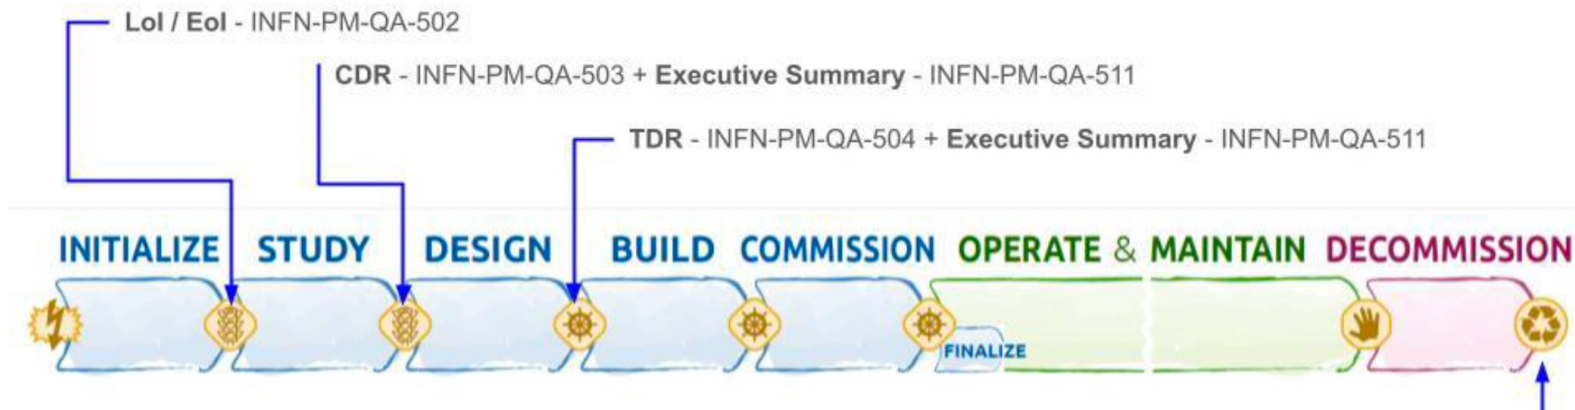 LoI / EoI - INFN-PM-QA-502
CDR - INFN-PM-QA-503 + Executive Summary - INFN-PM-QA-511
TDR - INFN-PM-QA-504 + Executive Summary - INFN-PM-QA-511
INITIALIZE STUDY DESIGN BUILD COMMISSION OPERATE & MAINTAIN DECOMMISSION
FINALIZE